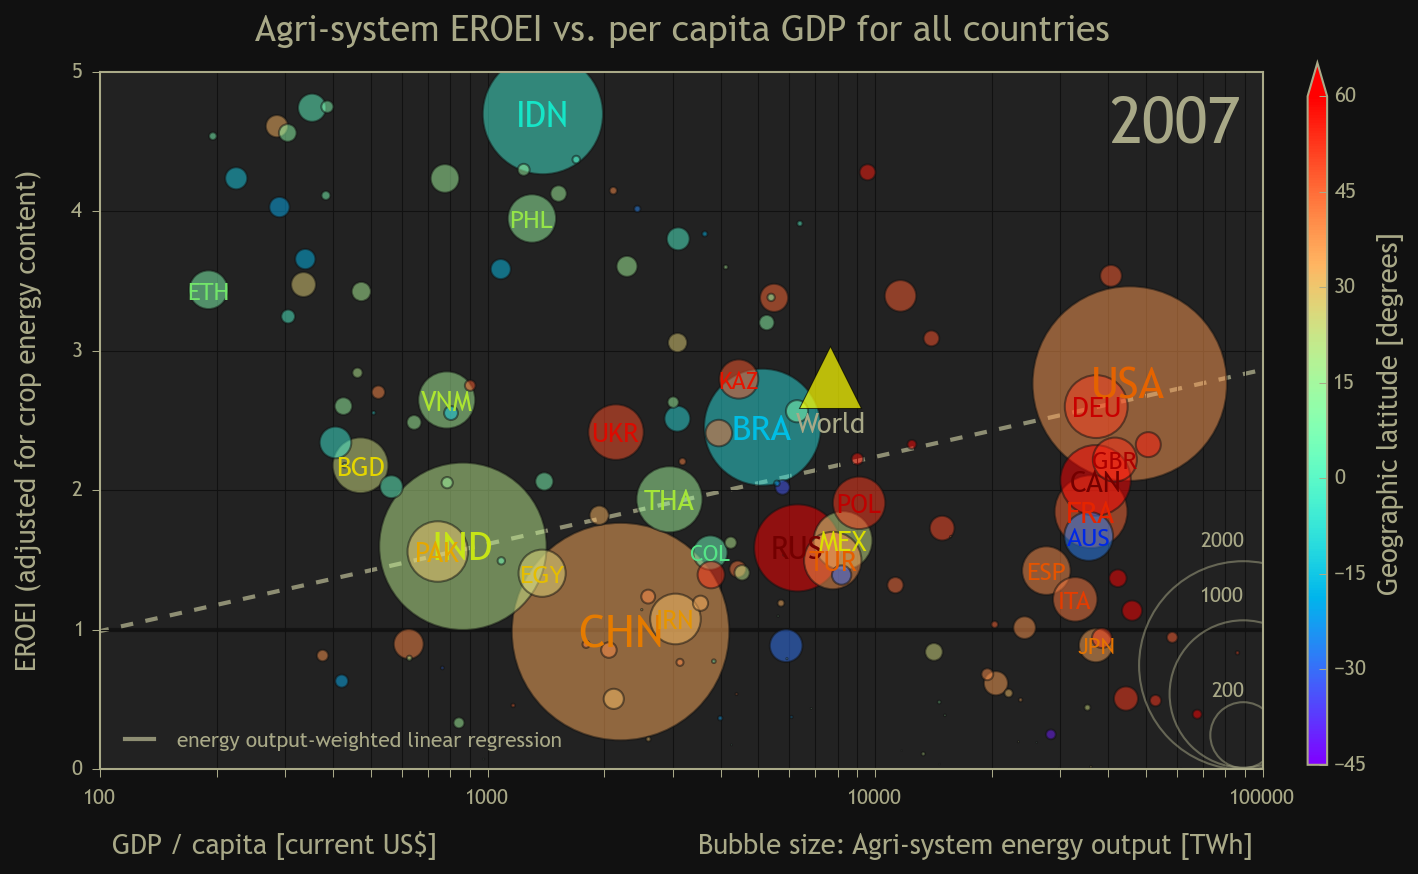 Agri-system EROEI vs. per capita GDP for all countries
2007
EROEI (adjusted for crop energy content)
5
4
3
2
1
0
IDN
PHL
ETH
VNM
BGD
UKR
KAZ
BRA
World
USA
DEU
GBR
CAN
FRA
AUS
THA
POL
IND
PAK
EGY
COL
RUS
MEX
TUR
ESP
ITA
CHN
IRN
JPN
2000
1000
200
energy output-weighted linear regression
100
1000
10000
100000
GDP / capita [current US$]
Bubble size: Agri-system energy output [TWh]
60
45
30
15
0
−15
−30
−45
Geographic latitude [degrees]